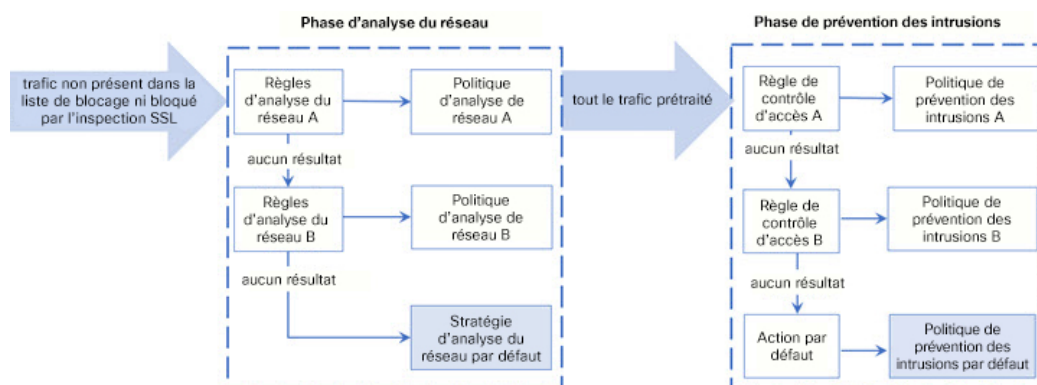 Phase d'analyse du réseau
Phase de prévention des intrusions
trafic non présent dans la
liste de blocage ni bloqué
par l'inspection SSL
Règles
d'analyse du
réseau A
Politique
d'analyse de
réseau A
aucun résultat
Règles
d'analyse du
réseau B
Politique
d'analyse de
réseau B
aucun résultat
Stratégie
d'analyse du
réseau par défaut
tout le trafic prétraité
Règle de
contrôle
d'accès A
Politique de
prévention des
intrusions A
aucun résultat
Règle de
contrôle
d'accès B
Politique de
prévention des
intrusions B
aucun résultat
Action par
défaut
Politique de
prévention des
intrusions par défaut